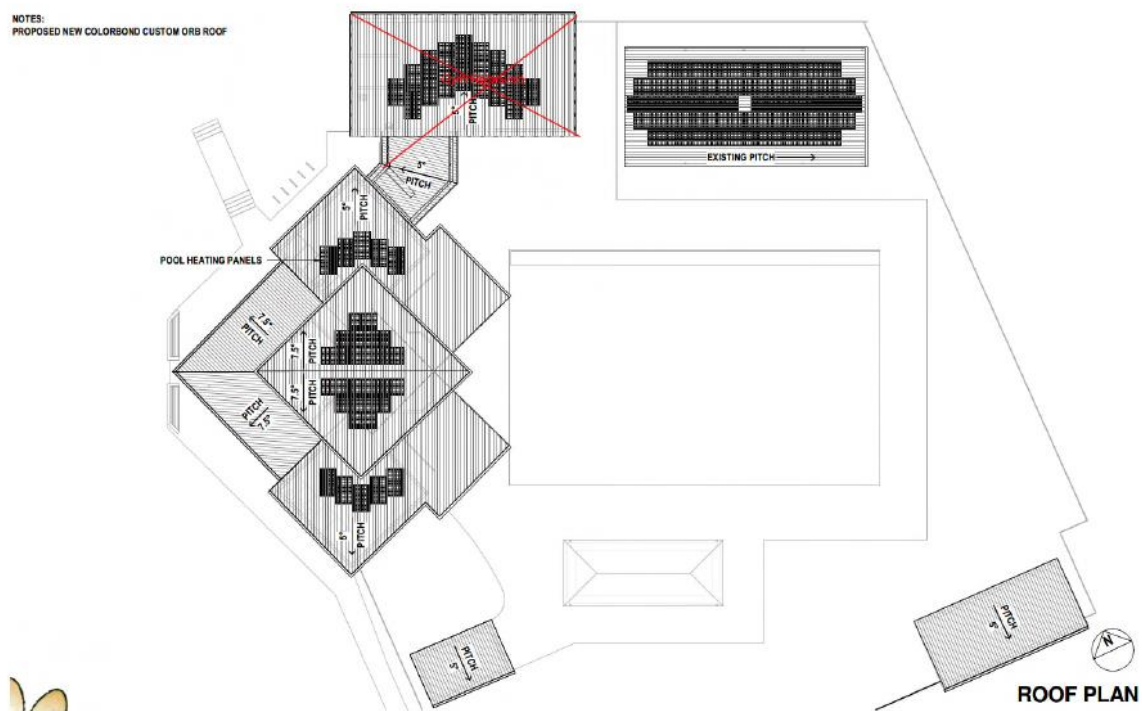 NOTES:
PROPOSED NEW COLORBOND CUSTOM ORB ROOF
5°
PITCH
EXISTING PITCH
5°
PITCH
5°
PITCH
POOL HEATING PANELS
7.5°
PITCH
7.5°
PITCH
7.5°
PITCH
PITCH
7.5°
5°
PITCH
PITCH
5°
PITCH
5°
N
ROOF PLAN